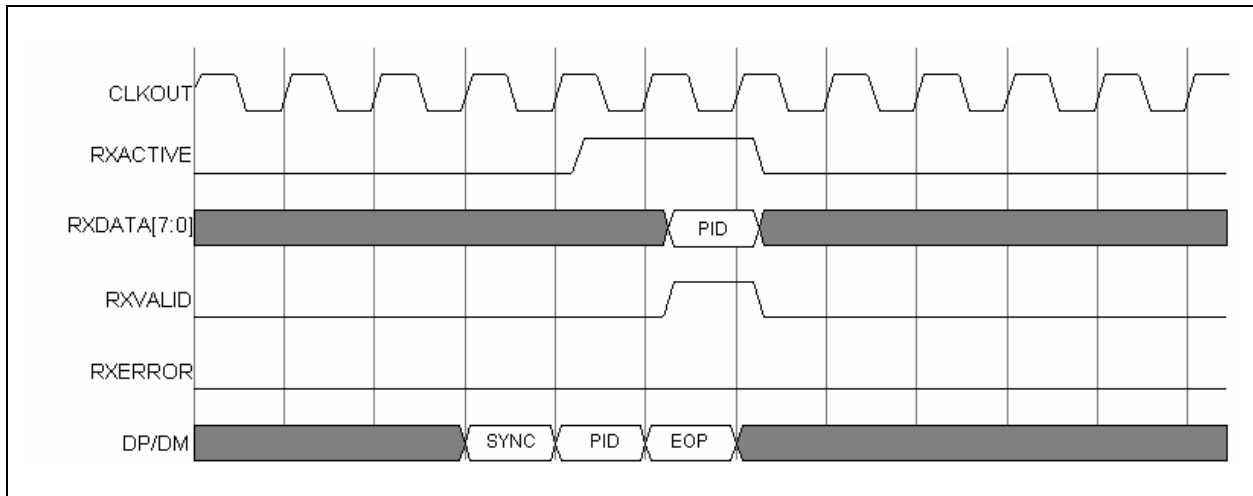 CLKOUT
RXACTIVE
RXDATA[7:0]
PID
RXVALID
RXERROR
DP/DM
SYNC
PID
EOP